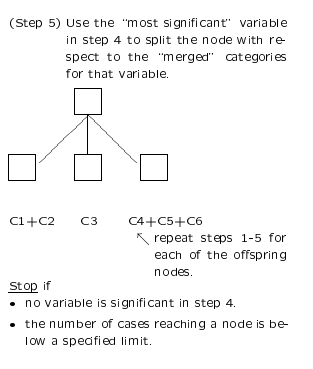 (Step 5) Use the "most significant" variable
in step 4 to split the node with re-
spect to the "merged" categories
for that variable.
C1+C2 C3 C4+C5+C6
repeat steps 1-5 for
each of the offspring
nodes.
Stop if
• no variable is significant in step 4.
• the number of cases reaching a node is be-
low a specified limit.